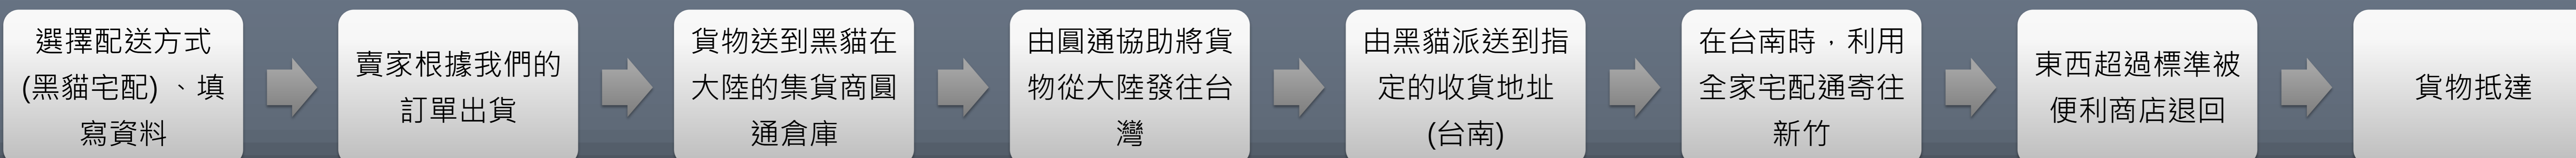 選擇配送方式
(黑貓宅配) 、填
寫資料
賣家根據我們的
訂單出貨
貨物送到黑貓在
大陸的集貨商圓
通倉庫
由圓通協助將貨
物從大陸發往台
灣
由黑貓派送到指
定的收貨地址
(台南)
在台南時，利用
全家宅配通寄往
新竹
東西超過標準被
便利商店退回
貨物抵達